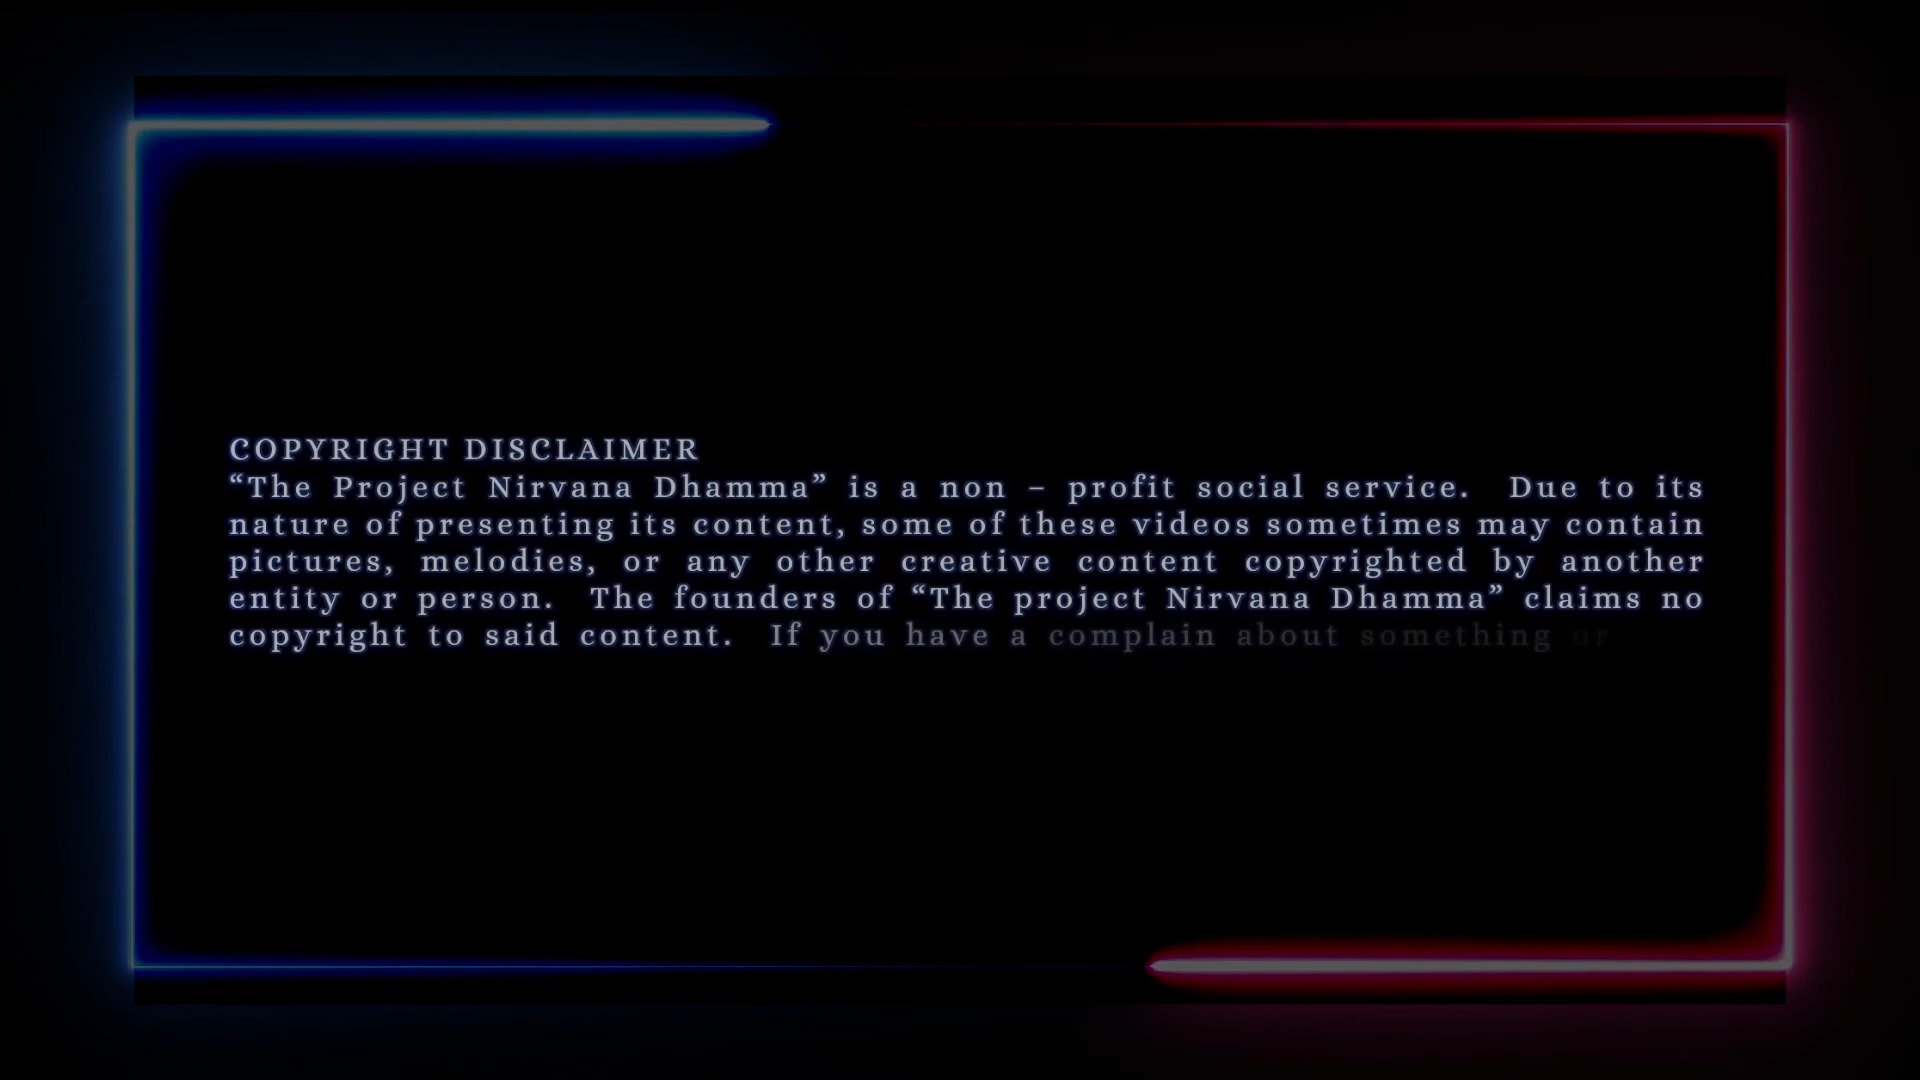 COPYRIGHT DISCLAIMER
“The Project Nirvana Dhamma” is a non – profit social service. Due to its
nature of presenting its content, some of these videos sometimes may contain
pictures, melodies, or any other creative content copyrighted by another
entity or person. The founders of “The project Nirvana Dhamma” claims no
copyright to said content. If you have a complain about something or